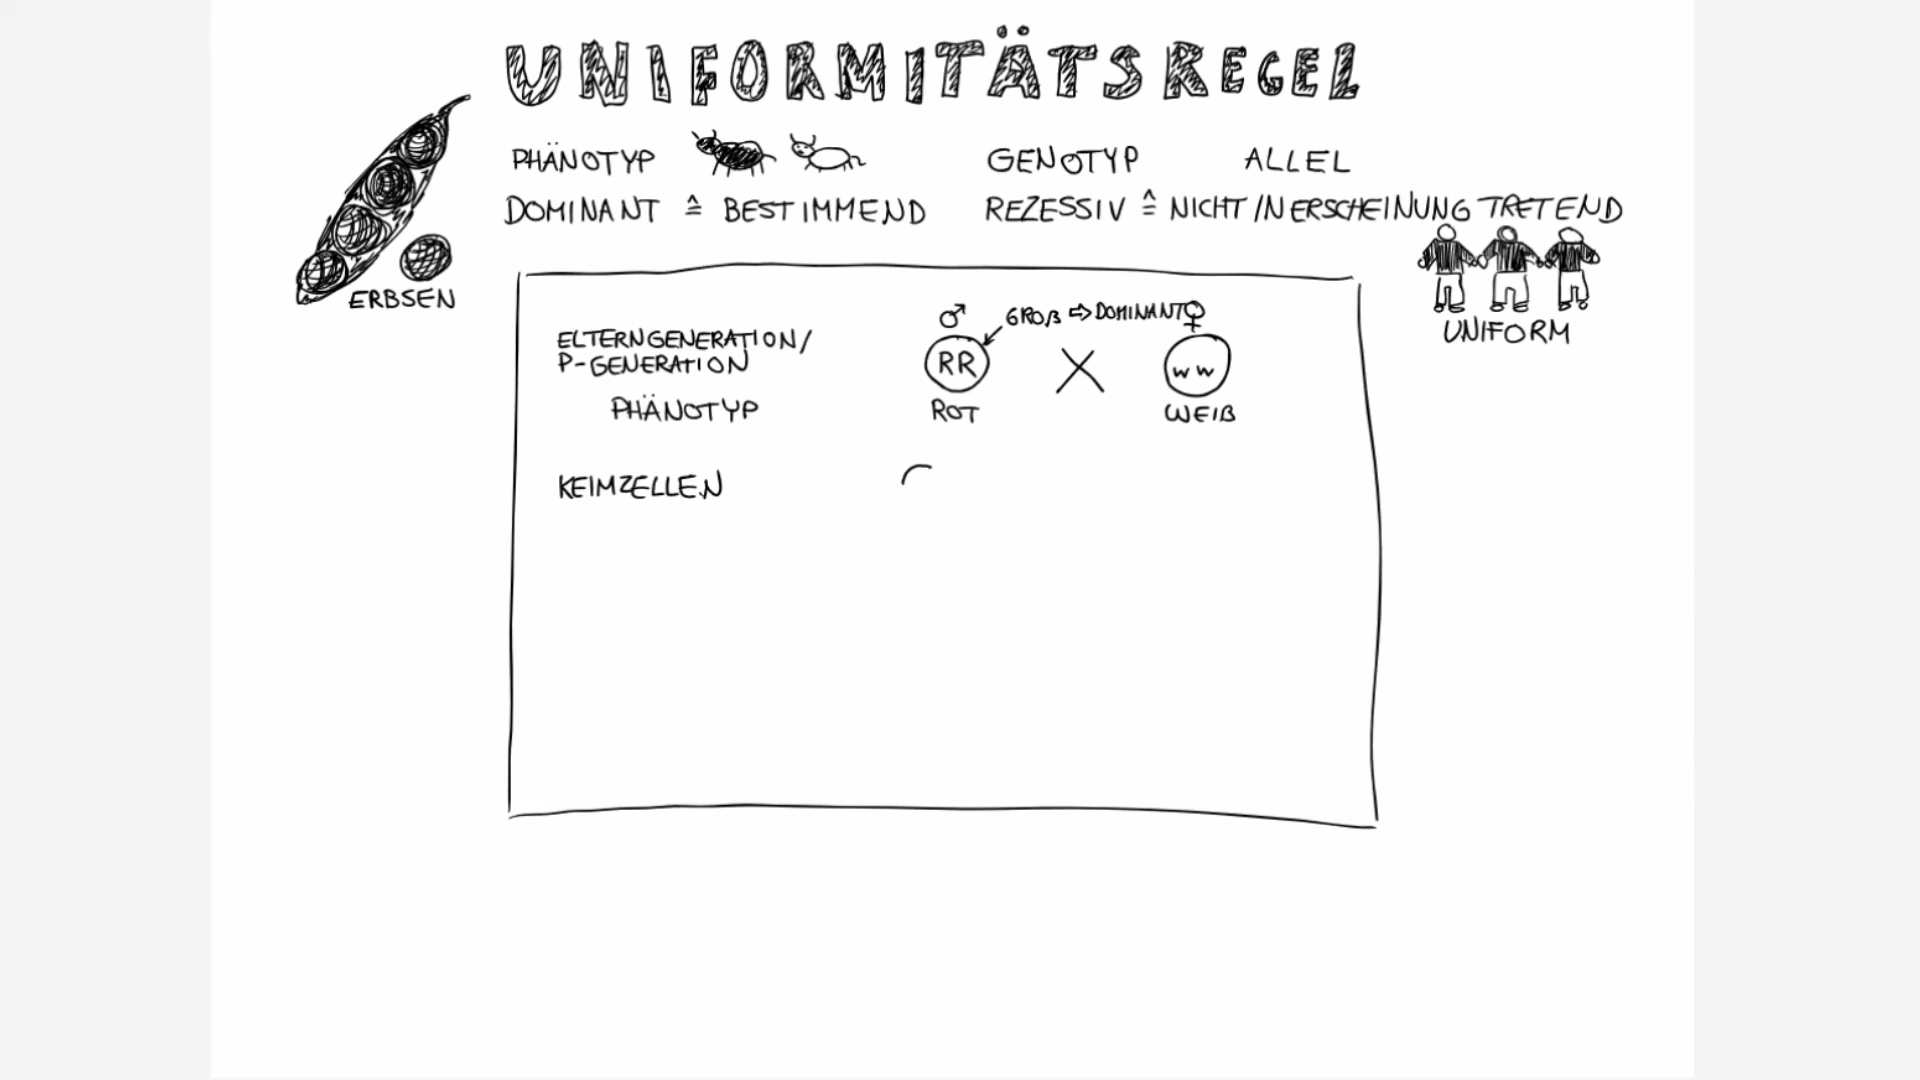 UNIFORMITÄTSREGEL
PHÄNOTYP GENOTYP ALLEL
DOMINANT ≙ BESTIMMEND REZESSIV ≙ NICHT IN ERSCHEINUNG TRETEND
ERBSEN
UNIFORM
ELTERNGENERATION/
P-GENERATION
♂ GROß ⇨ DOMINANT ♀
RR X ww
PHÄNOTYP ROT WEIß
KEIMZELLEN